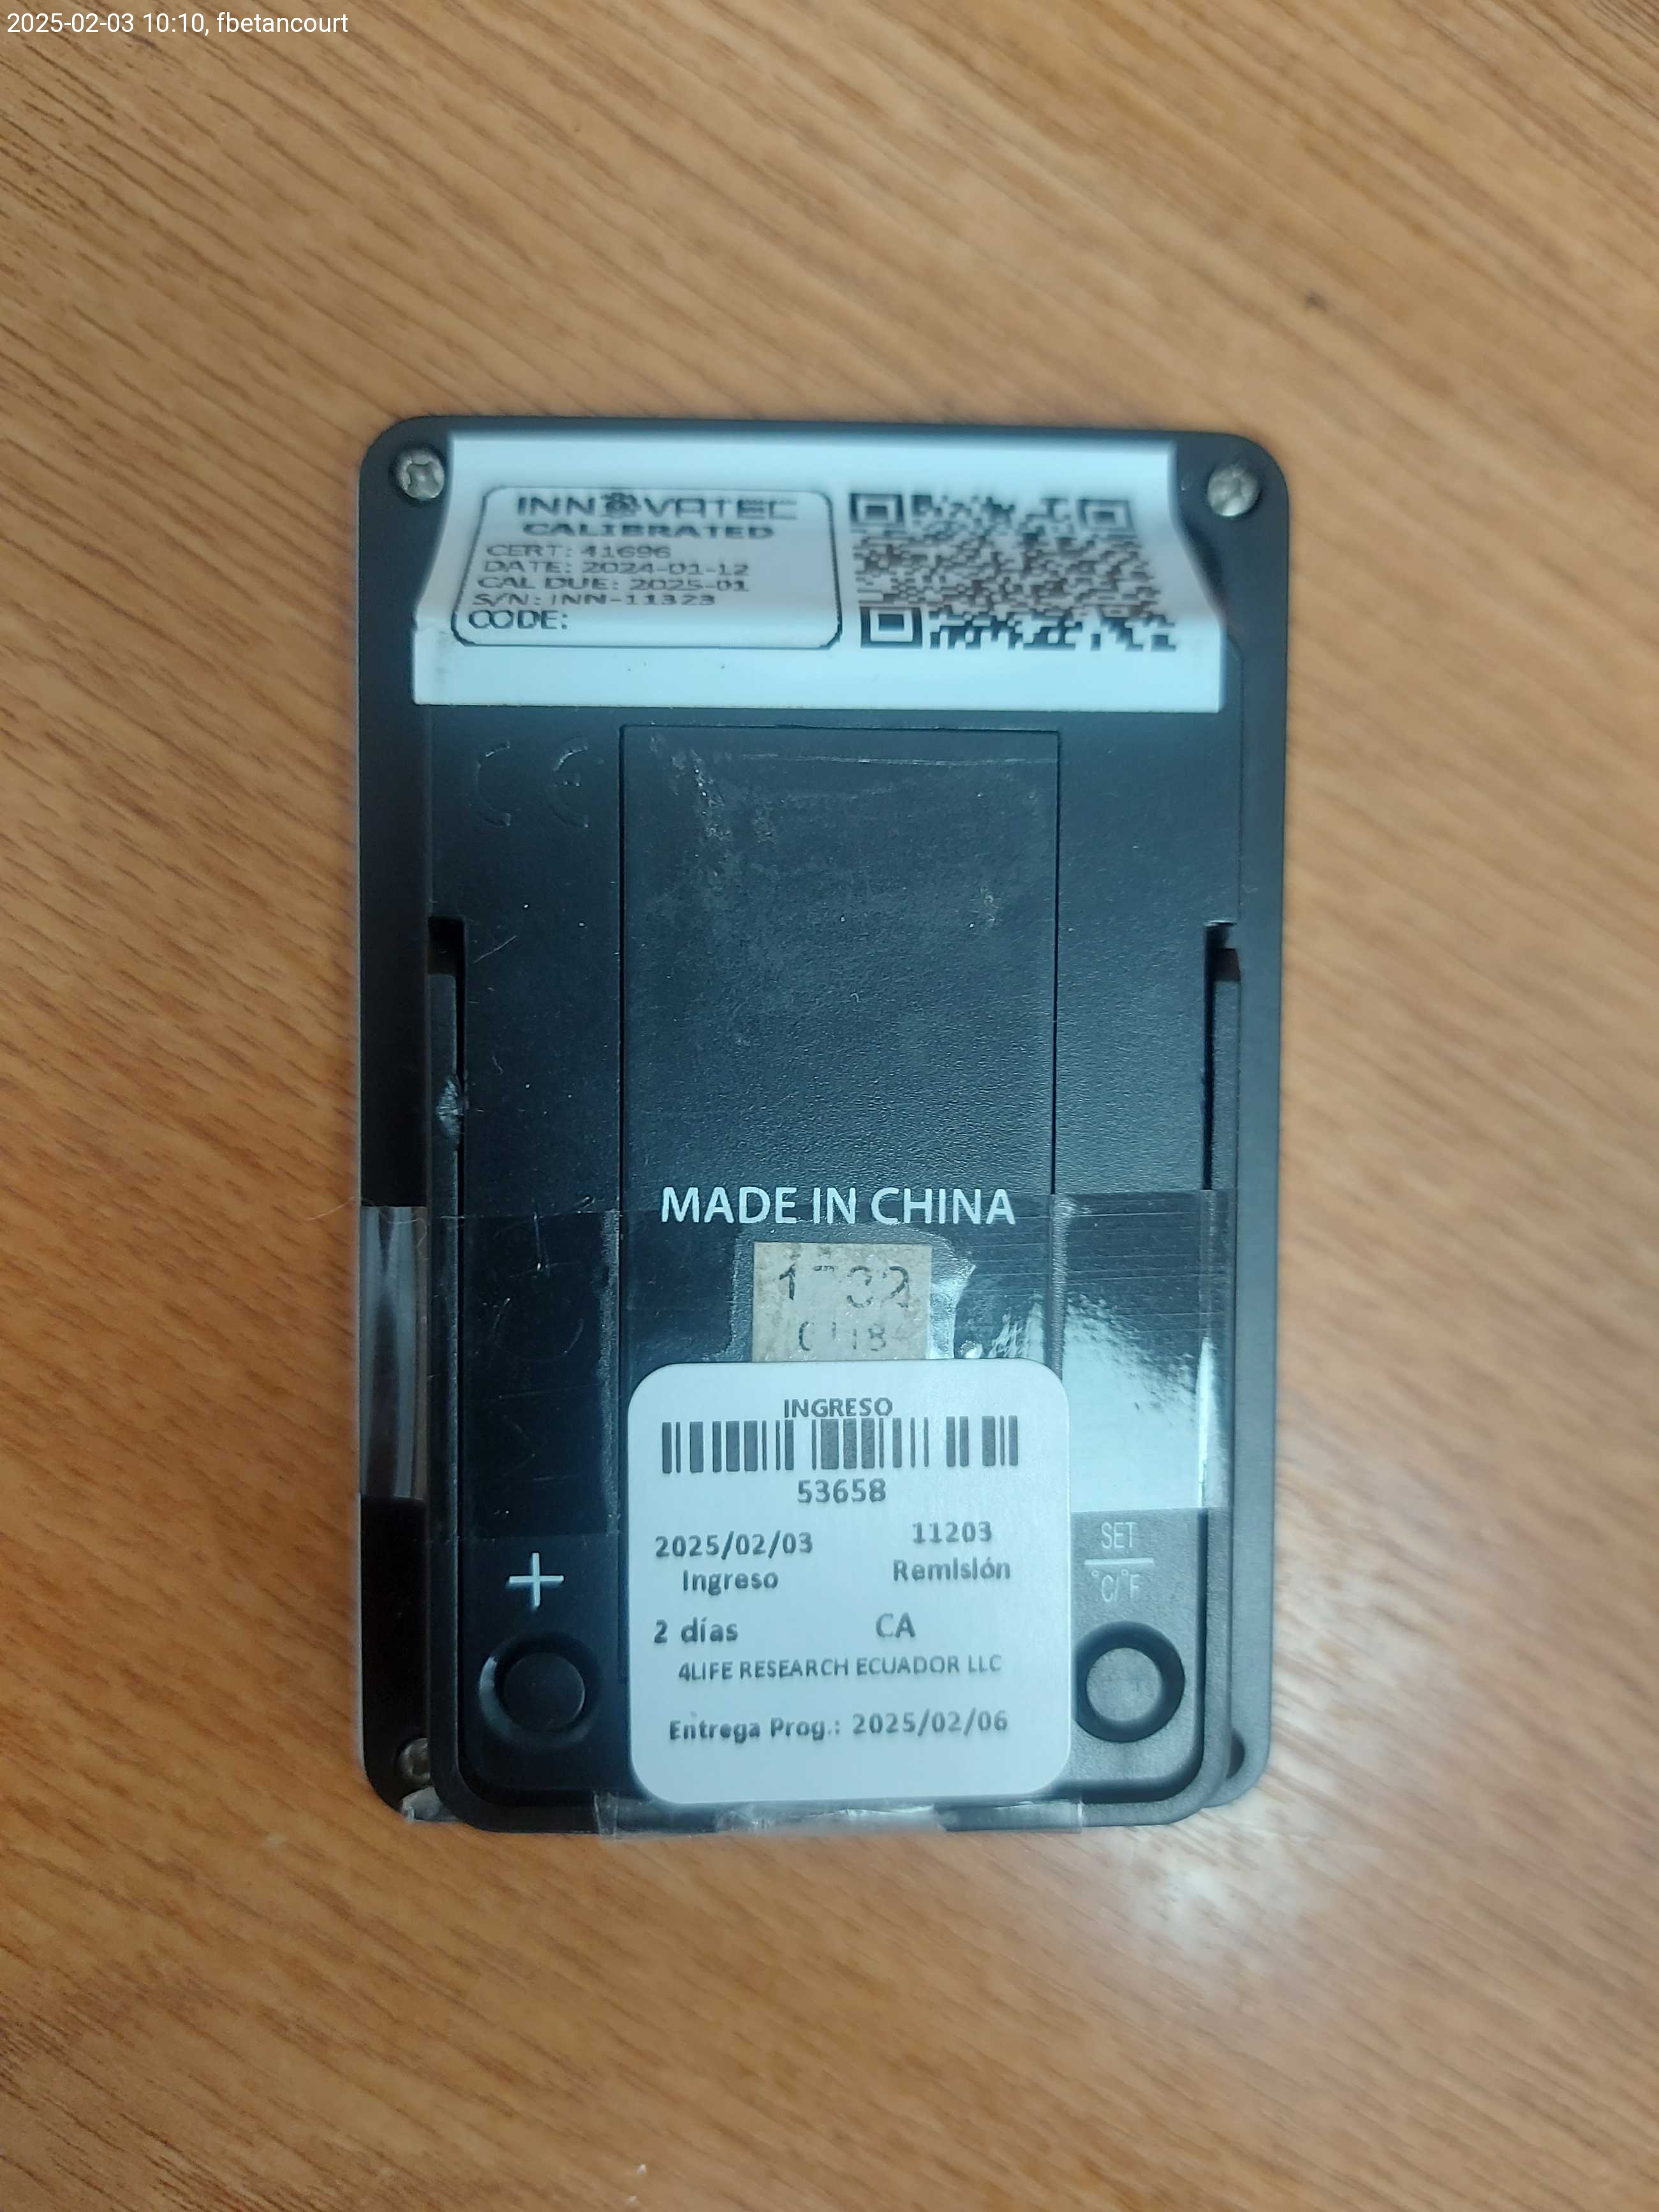 2025-02-03 10:10, fbetancourt
INNOVATEC
CALIBRATED
CERT: 41696
DATE: 2024-01-12
CAL DUE: 2025-01
S/N: INN-11323
CODE:
CE
MADE IN CHINA
INGRESO
53658
2025/02/03 11203
Ingreso Remisión
2 días CA
4LIFE RESEARCH ECUADOR LLC
Entrega Prog.: 2025/02/06
+
SET
°C/°F